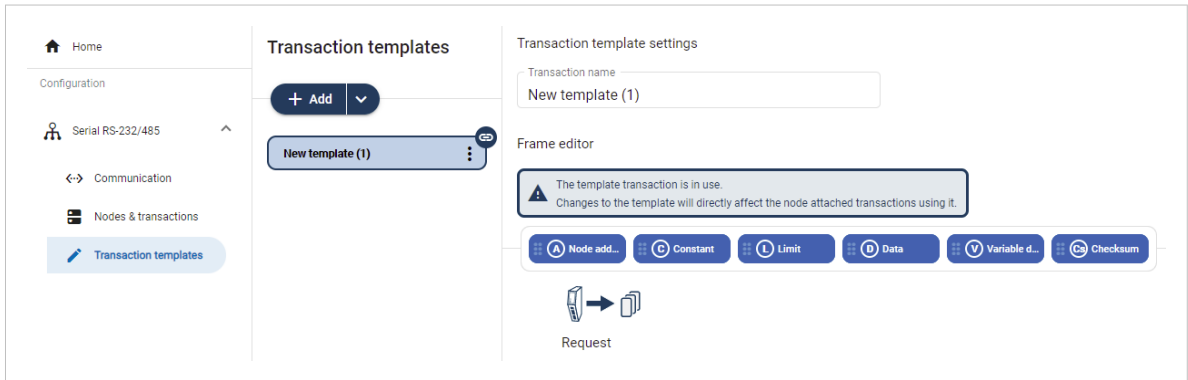 Home
Configuration
Serial RS-232/485
Communication
Nodes & transactions
Transaction templates
Transaction templates
Add
New template (1)
Transaction template settings
Transaction name
New template (1)
Frame editor
The template transaction is in use.
Changes to the template will directly affect the node attached transactions using it.
A Node add... C Constant L Limit D Data V Variable d... Cs Checksum
Request